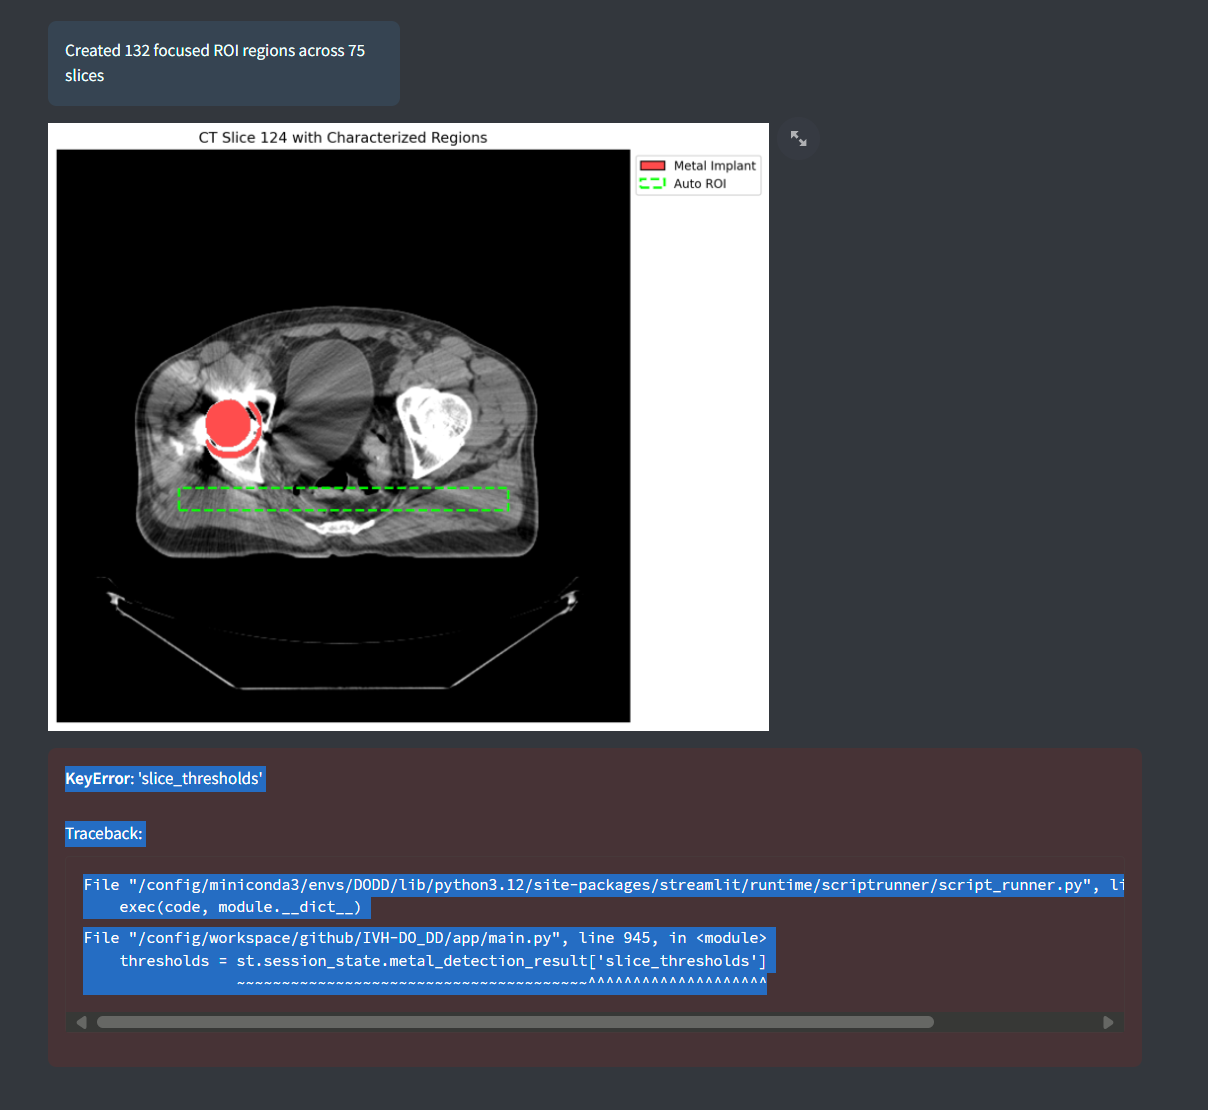 Created 132 focused ROI regions across 75
slices
CT Slice 124 with Characterized Regions
Metal Implant
Auto ROI
KeyError: 'slice_thresholds'
Traceback:
File "/config/miniconda3/envs/DODD/lib/python3.12/site-packages/streamlit/runtime/scriptrunner/script_runner.py", li
exec(code, module.__dict__)
File "/config/workspace/github/IVH-DO_DD/app/main.py", line 945, in <module>
thresholds = st.session_state.metal_detection_result['slice_thresholds']
~~~~~~~~~~~~~~~~~~~~~~~~~~~~~~~~~~~~~~~^^^^^^^^^^^^^^^^^^^^